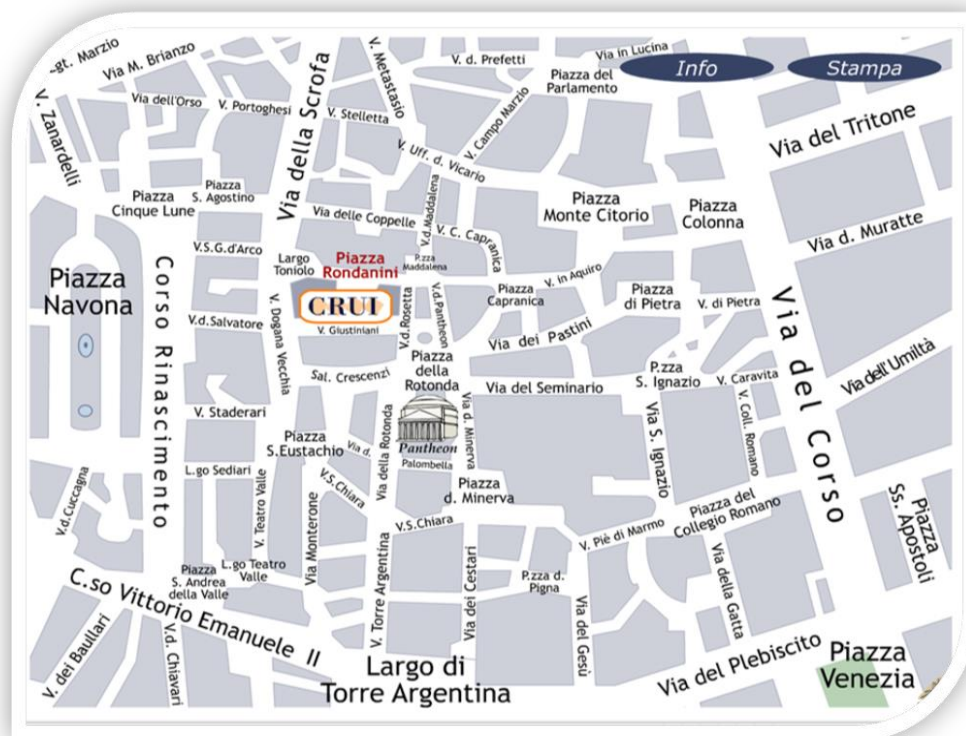 V. Metastasio
Via in Lucina
.gt. Marzio
Via M. Brianzo
V. d. Prefetti
Info
Stampa
Piazza del
Parlamento
V. Zanardelli
Via dell'Orso
V. Portoghesi
Via della Scrofa
V. Stelletta
V. Campo Marzio
Via del Tritone
V. Uff. d. Vicario
Piazza
Cinque Lune
Piazza
S. Agostino
Via delle Coppelle
V.d.Maddalena
V. C. Capranica
Piazza
Monte Citorio
Piazza
Colonna
Via d. Muratte
V.S.G.d'Arco
Largo
Toniolo
Piazza
Rondanini
P.zza
Maddalena
V. in Aquiro
Piazza
Navona
Corso Rinascimento
V. Dogana Vecchia
CRUI
V.d.Rosetta
V.d.Pantheon
Piazza
Capranica
Piazza
di Pietra
V. di Pietra
Via del Corso
V.d.Salvatore
V. Giustiniani
Via dei Pastini
Piazza
della
Rotonda
Sal. Crescenzi
Via del Seminario
P.zza
S. Ignazio
V. Caravita
Via dell'Umiltà
V. Staderari
Via della Rotonda
Pantheon
Via d. Minerva
Via S. Ignazio
V. Coll. Romano
Piazza
S.Eustachio
Via d.
Palombella
L.go Sediari
V.S.Chiara
Piazza
d. Minerva
V.d.Cuccagna
V. Teatro Valle
Via Monterone
V.S.Chiara
V. Piè di Marmo
Piazza del
Collegio Romano
Piazza
Ss. Apostoli
Piazza
S. Andrea
della Valle
L.go Teatro
Valle
V. Torre Argentina
Via dei Cestari
P.zza d.
Pigna
Via del Gesù
Via della Gatta
C.so Vittorio Emanuele II
V. dei Baullari
V.d. Chiavari
Largo di
Torre Argentina
Via del Plebiscito
Piazza
Venezia